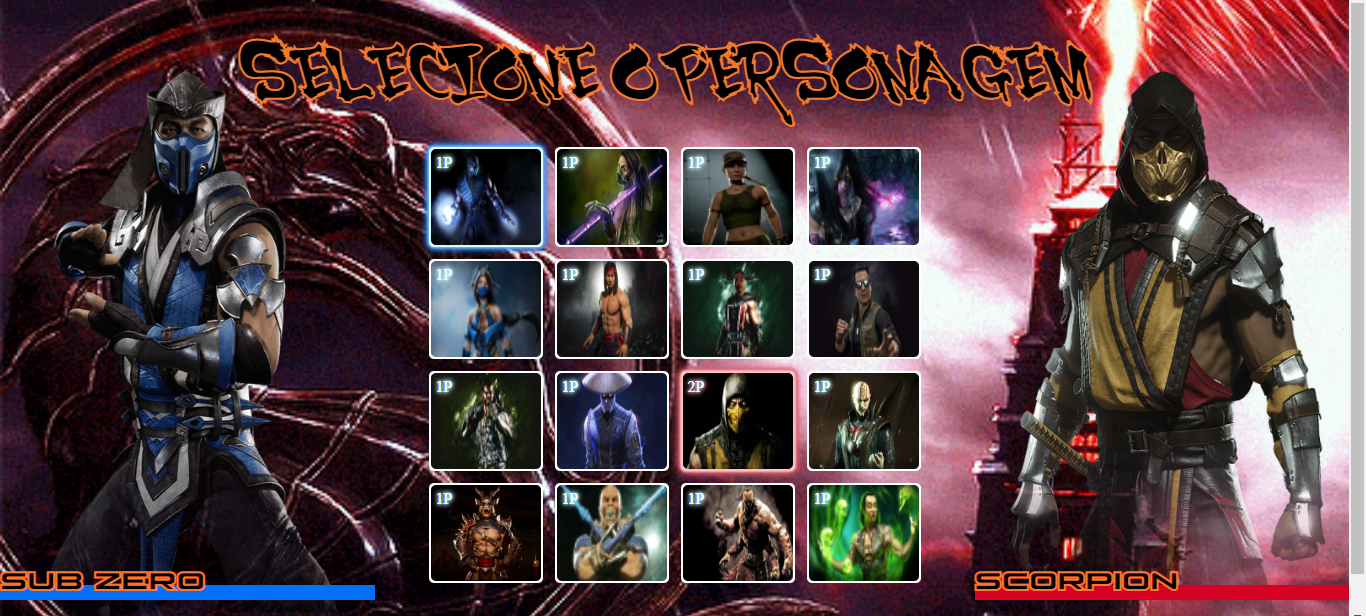 SELECIONE O PERSONAGEM
1P 1P 1P 1P
1P 1P 1P 1P
1P 1P 2P 1P
1P 1P 1P 1P
SUB ZERO
SCORPION